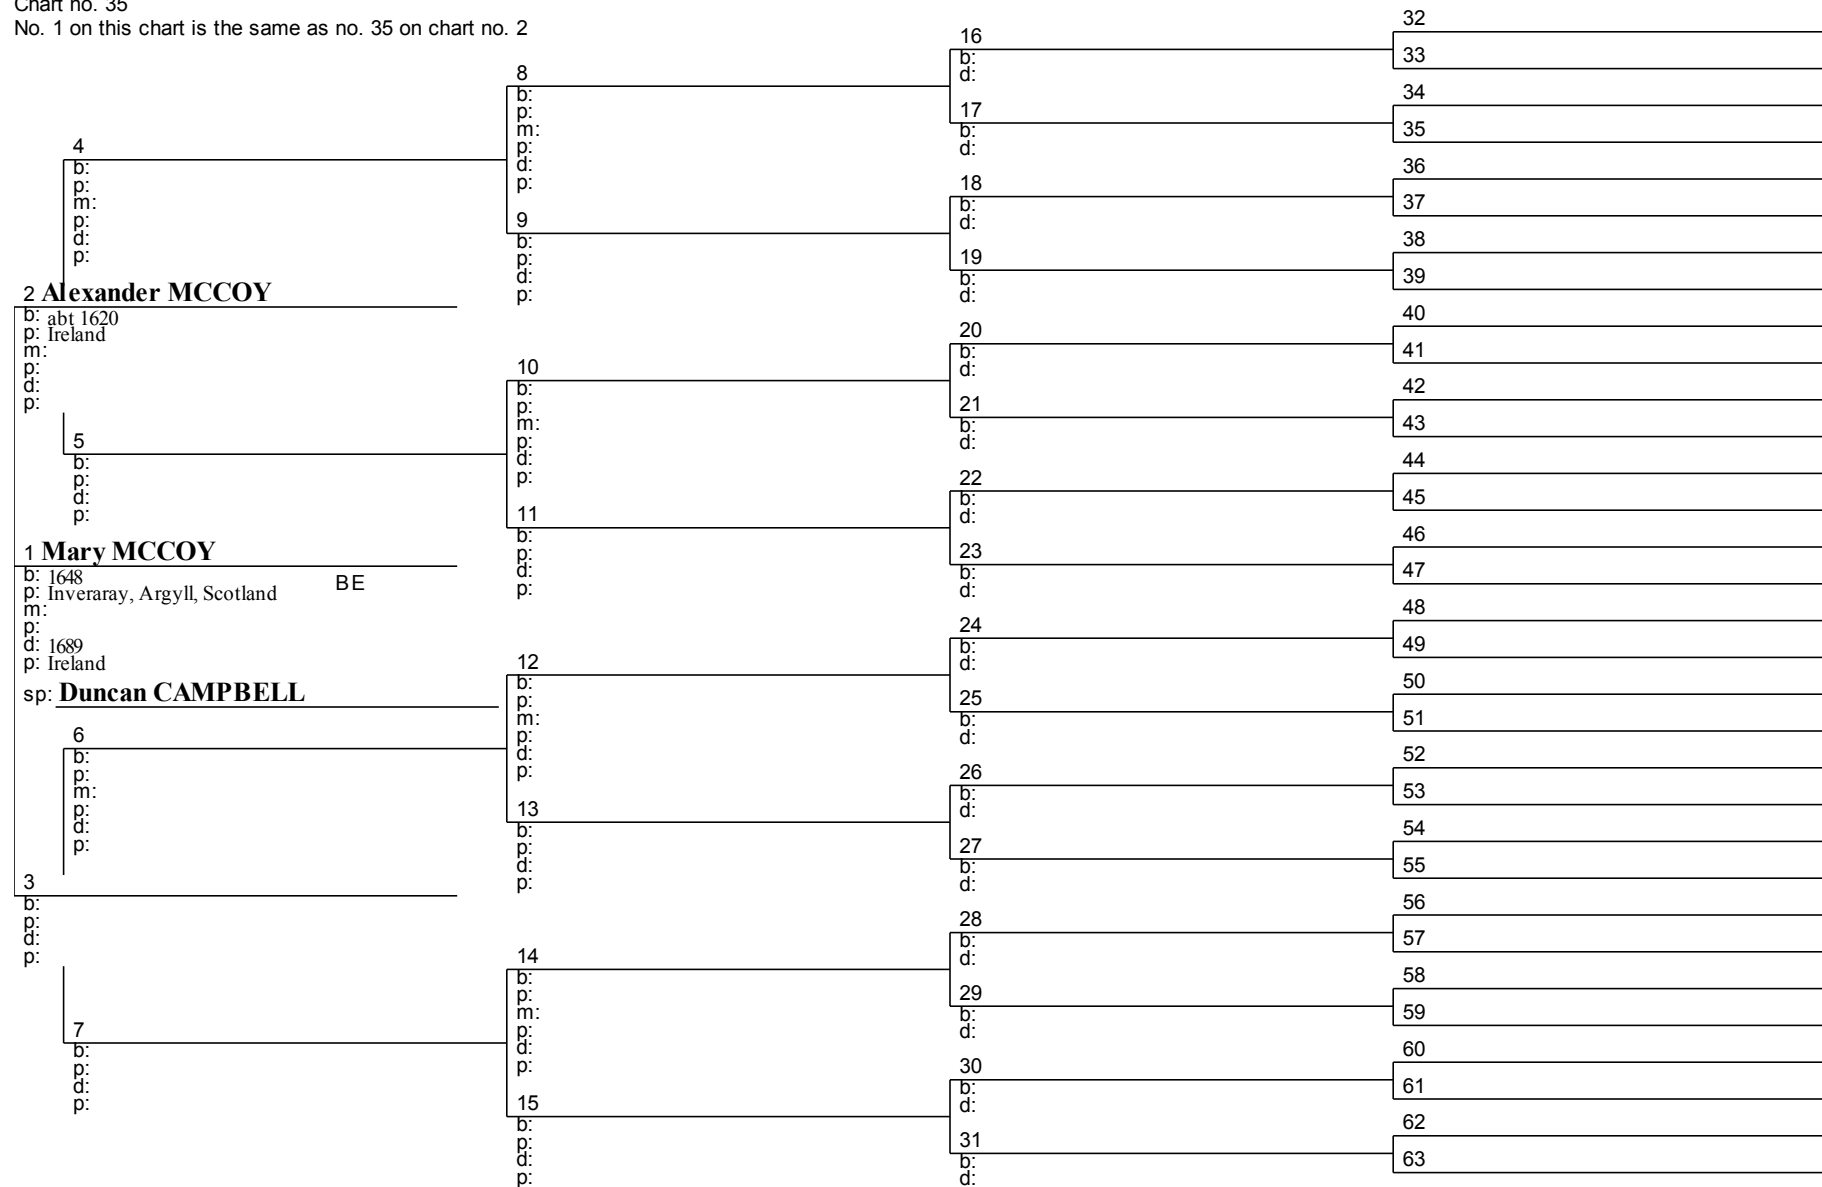 Chart no. 35
No. 1 on this chart is the same as no. 35 on chart no. 2
4
b:
p:
m:
p:
d:
p:
2 Alexander MCCOY
b: abt 1620
p: Ireland
m:
p:
d:
p:
5
b:
p:
d:
p:
1 Mary MCCOY
b: 1648
p: Inveraray, Argyll, Scotland BE
m:
p:
d: 1689
p: Ireland
sp: Duncan CAMPBELL
6
b:
p:
m:
p:
d:
p:
3
b:
p:
d:
p:
7
b:
p:
d:
p:
8
b:
p:
m:
p:
d:
p:
9
b:
p:
d:
p:
10
b:
p:
m:
p:
d:
p:
11
b:
p:
d:
p:
12
b:
p:
m:
p:
d:
p:
13
b:
p:
d:
p:
14
b:
p:
m:
p:
d:
p:
15
b:
p:
d:
p:
16
b:
d:
17
b:
d:
18
b:
d:
19
b:
d:
20
b:
d:
21
b:
d:
22
b:
d:
23
b:
d:
24
b:
d:
25
b:
d:
26
b:
d:
27
b:
d:
28
b:
d:
29
b:
d:
30
b:
d:
31
b:
d:
32
33
34
35
36
37
38
39
40
41
42
43
44
45
46
47
48
49
50
51
52
53
54
55
56
57
58
59
60
61
62
63